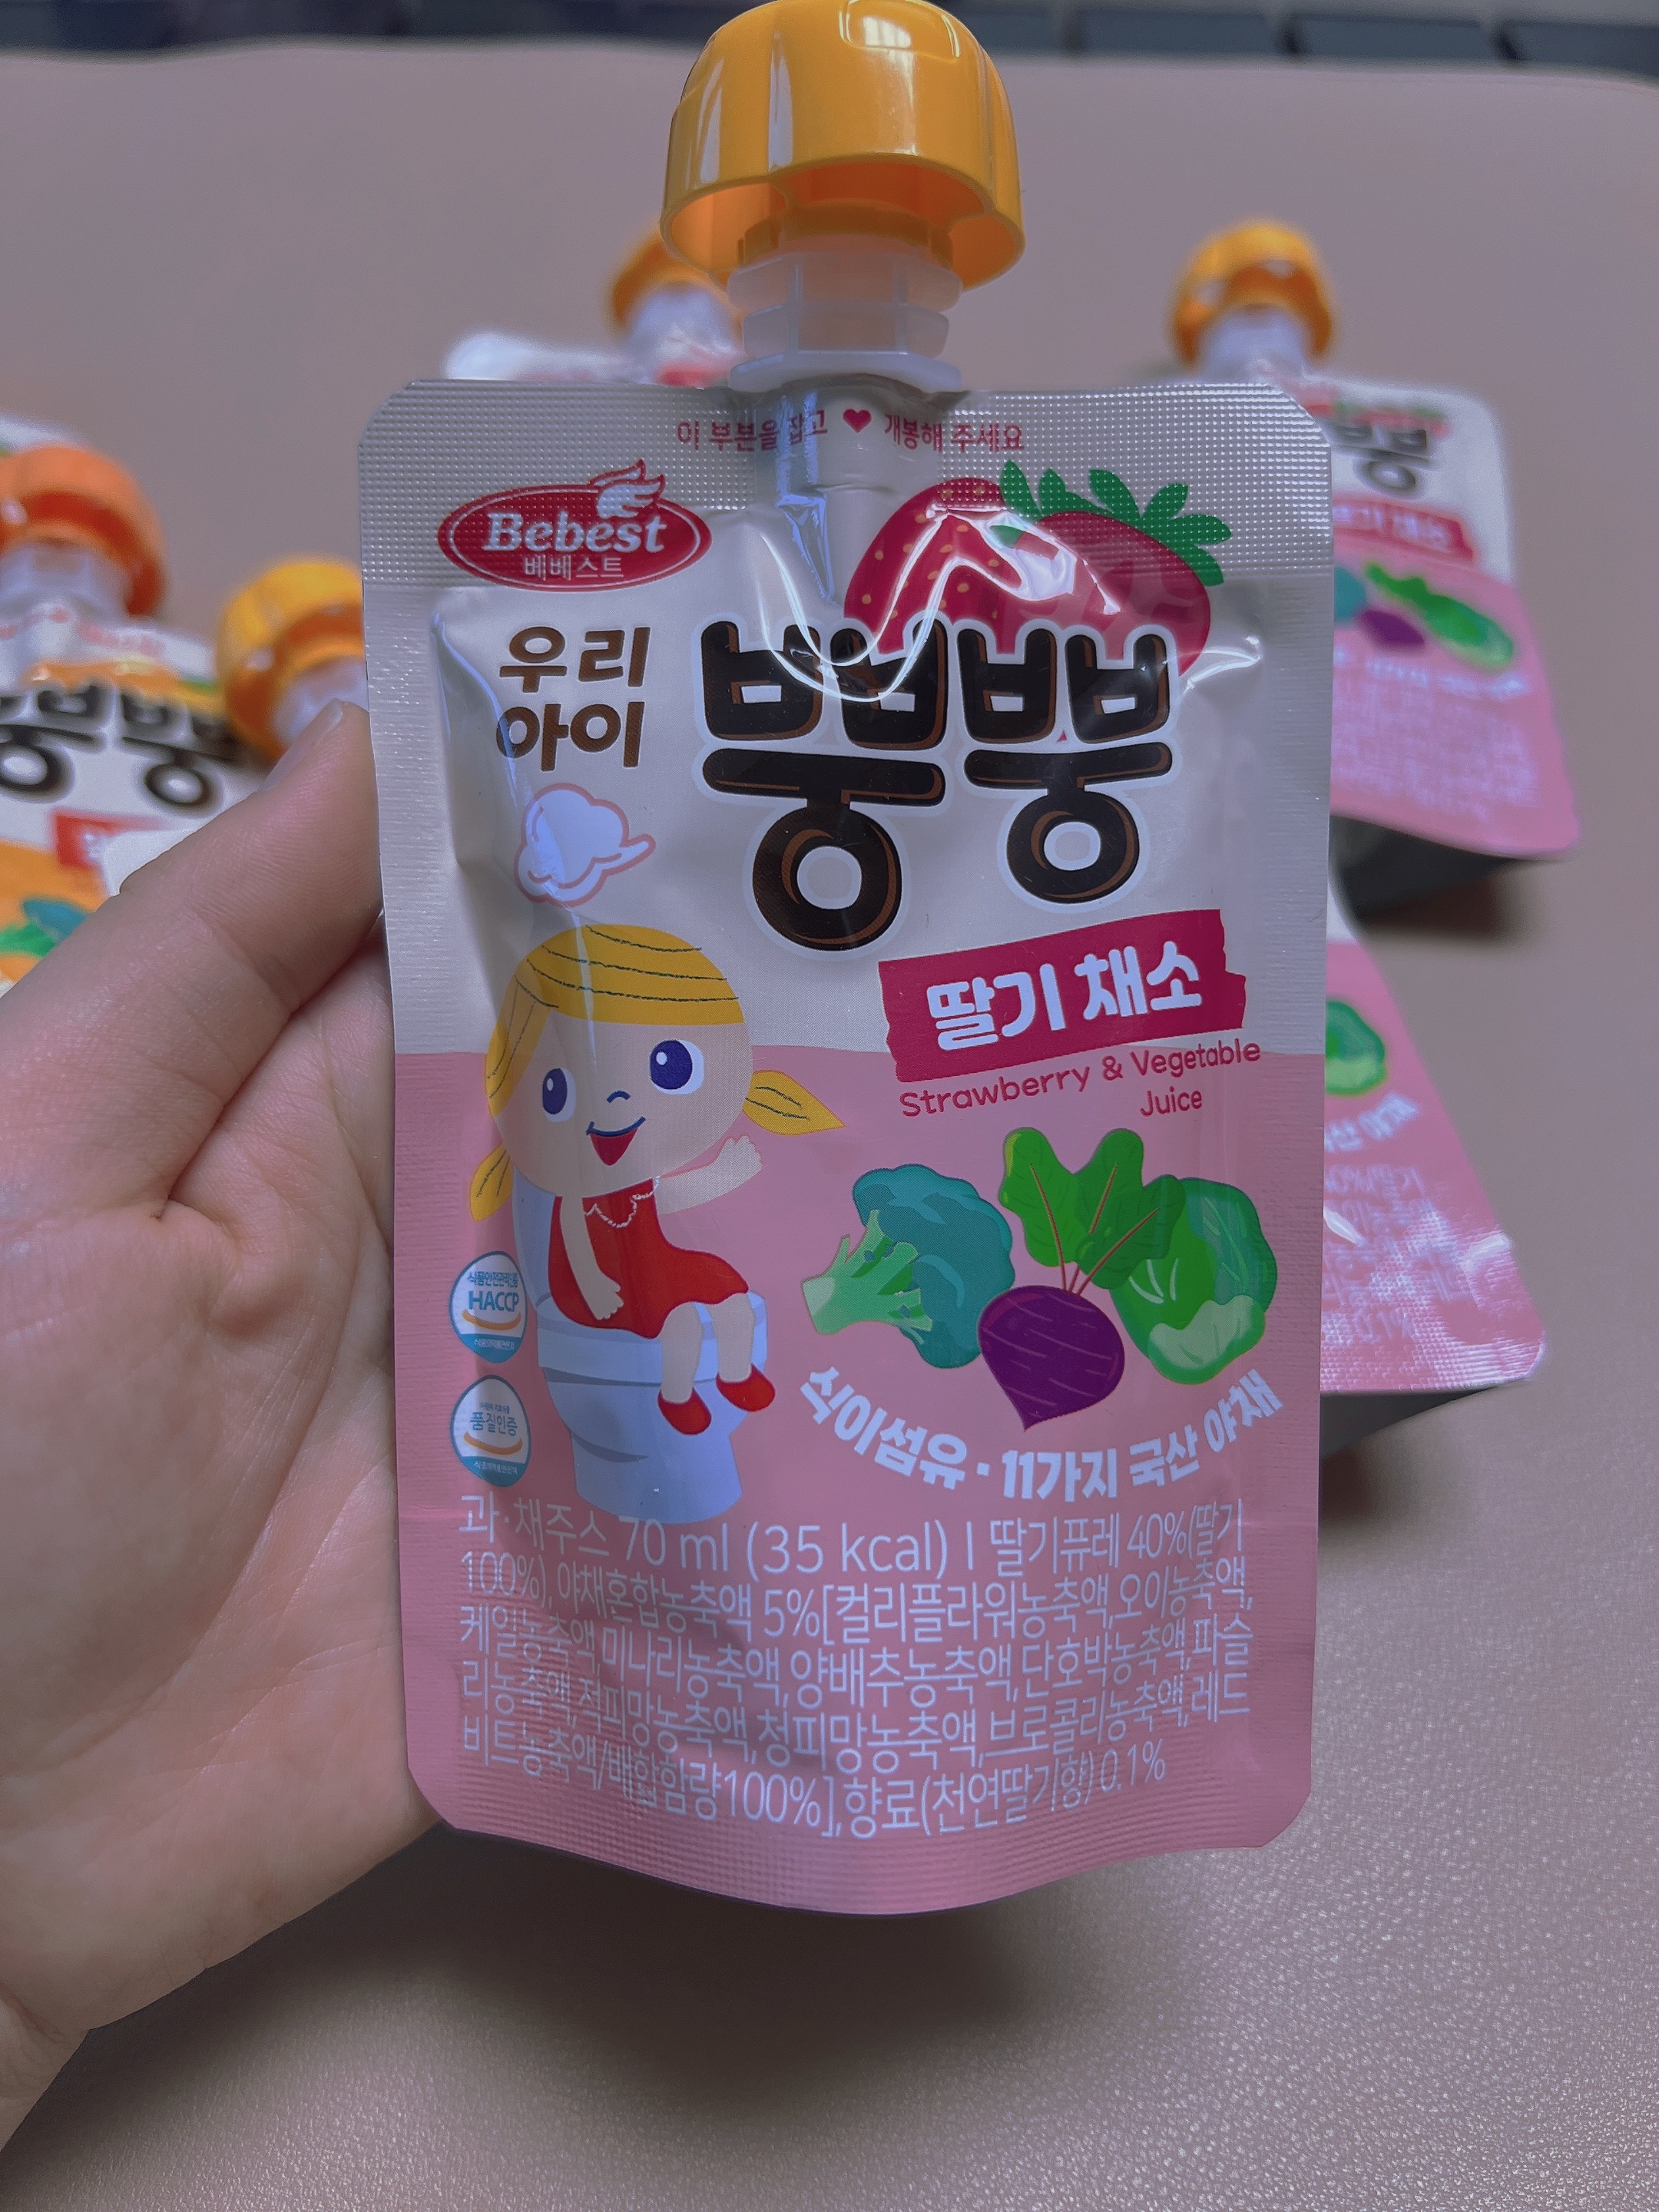 이 부분을 잡고 ♥ 개봉해 주세요
Bebest
베베스트
우리
아이
뿡뿡
딸기 채소
Strawberry & Vegetable
Juice
HACCP
품질인증
식이섬유·11가지 국산 야채
과·채주스 70 ml (35 kcal) I 딸기퓨레 40%(딸기
100%), 야채혼합농축액 5%[컬리플라워농축액,오이농축액,
케일농축액,미나리농축액,양배추농축액,단호박농축액,파슬
리농축액,적피망농축액,청피망농축액,브로콜리농축액,레드
비트농축액/배합함량100%],향료(천연딸기향)0.1%